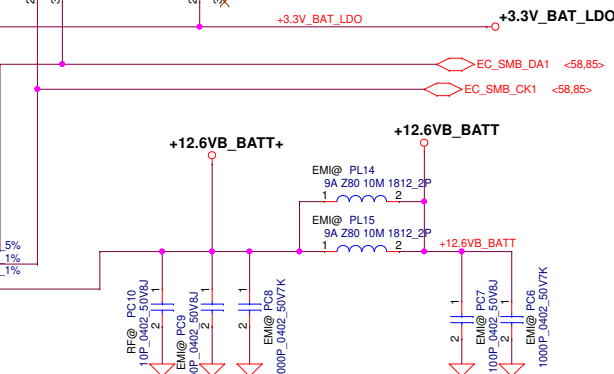 +3.3V_BAT_LDO
+3.3V_BAT_LDO
EC_SMB_DA1 <58,85>
EC_SMB_CK1 <58,85>
+12.6VB_BATT
+12.6VB_BATT+
EMI@ PL14
9A Z80 10M 1812_2P
1 2
EMI@ PL15
9A Z80 10M 1812_2P
1 2
+12.6VB_BATT
_5%
_1%
_1%
RF@ PC10
10P_0402_50V8J
1
2
EMI@ PC9
0P_0402_50V8J
1
2
EMI@ PC8
000P_0402_50V7K
1
2
EMI@ PC7
100P_0402_50V8J
1
2
EMI@ PC6
1000P_0402_50V7K
1
2